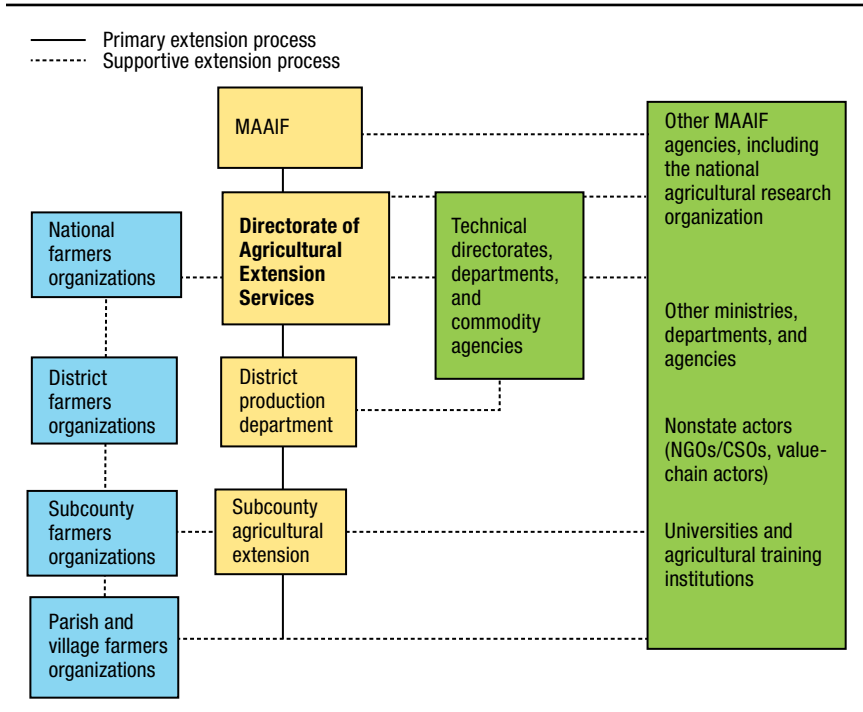 Primary extension process
Supportive extension process
MAAIF
Other MAAIF
agencies, including
the national
agricultural research
organization
National
farmers
organizations
Directorate of
Agricultural
Extension
Services
Technical
directorates,
departments,
and
commodity
agencies
Other ministries,
departments, and
agencies
District
farmers
organizations
District
production
department
Nonstate actors
(NGOs/CSOs, value-
chain actors)
Subcounty
farmers
organizations
Subcounty
agricultural
extension
Universities and
agricultural training
institutions
Parish and
village farmers
organizations